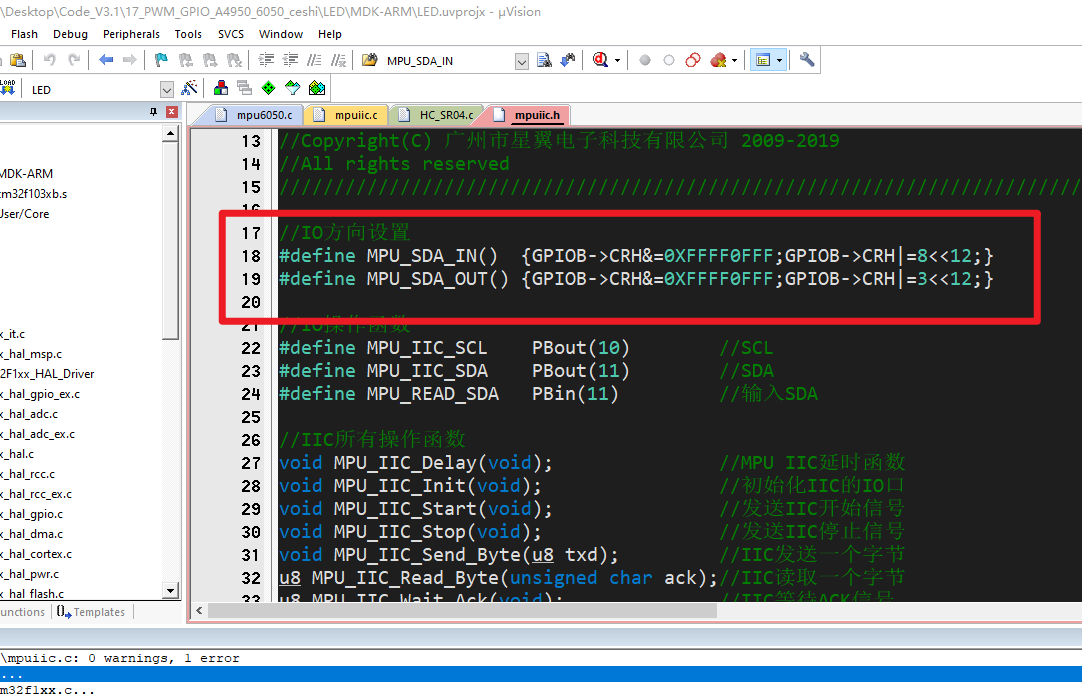 \Desktop\Code_V3.1\17_PWM_GPIO_A4950_6050_ceshi\LED\MDK-ARM\LED.uvprojx - µVision
Flash Debug Peripherals Tools SVCS Window Help
MPU_SDA_IN
LOAD LED
mpu6050.c mpuiic.c HC_SR04.c mpuiic.h
MDK-ARM
tm32f103xb.s
User/Core
x_it.c
x_hal_msp.c
2F1xx_HAL_Driver
x_hal_gpio_ex.c
x_hal_adc.c
x_hal_adc_ex.c
x_hal.c
x_hal_rcc.c
x_hal_rcc_ex.c
x_hal_gpio.c
x_hal_dma.c
x_hal_cortex.c
x_hal_pwr.c
x_hal_flash.c
unctions Templates
13 //Copyright(C) 广州市星翼电子科技有限公司 2009-2019
14 //All rights reserved
15 //////////////////////////////////////////////////////////////////////////
16
17 //IO方向设置
18 #define MPU_SDA_IN()  {GPIOB->CRH&=0XFFFF0FFF;GPIOB->CRH|=8<<12;}
19 #define MPU_SDA_OUT() {GPIOB->CRH&=0XFFFF0FFF;GPIOB->CRH|=3<<12;}
20
21 //IO操作函数
22 #define MPU_IIC_SCL    PBout(10) //SCL
23 #define MPU_IIC_SDA    PBout(11) //SDA
24 #define MPU_READ_SDA   PBin(11) //输入SDA
25
26 //IIC所有操作函数
27 void MPU_IIC_Delay(void); //MPU IIC延时函数
28 void MPU_IIC_Init(void); //初始化IIC的IO口
29 void MPU_IIC_Start(void); //发送IIC开始信号
30 void MPU_IIC_Stop(void); //发送IIC停止信号
31 void MPU_IIC_Send_Byte(u8 txd); //IIC发送一个字节
32 u8 MPU_IIC_Read_Byte(unsigned char ack);//IIC读取一个字节
33 u8 MPU_IIC_Wait_Ack(void); //IIC等待ACK信号
\mpuiic.c: 0 warnings, 1 error
...
m32f1xx.c...